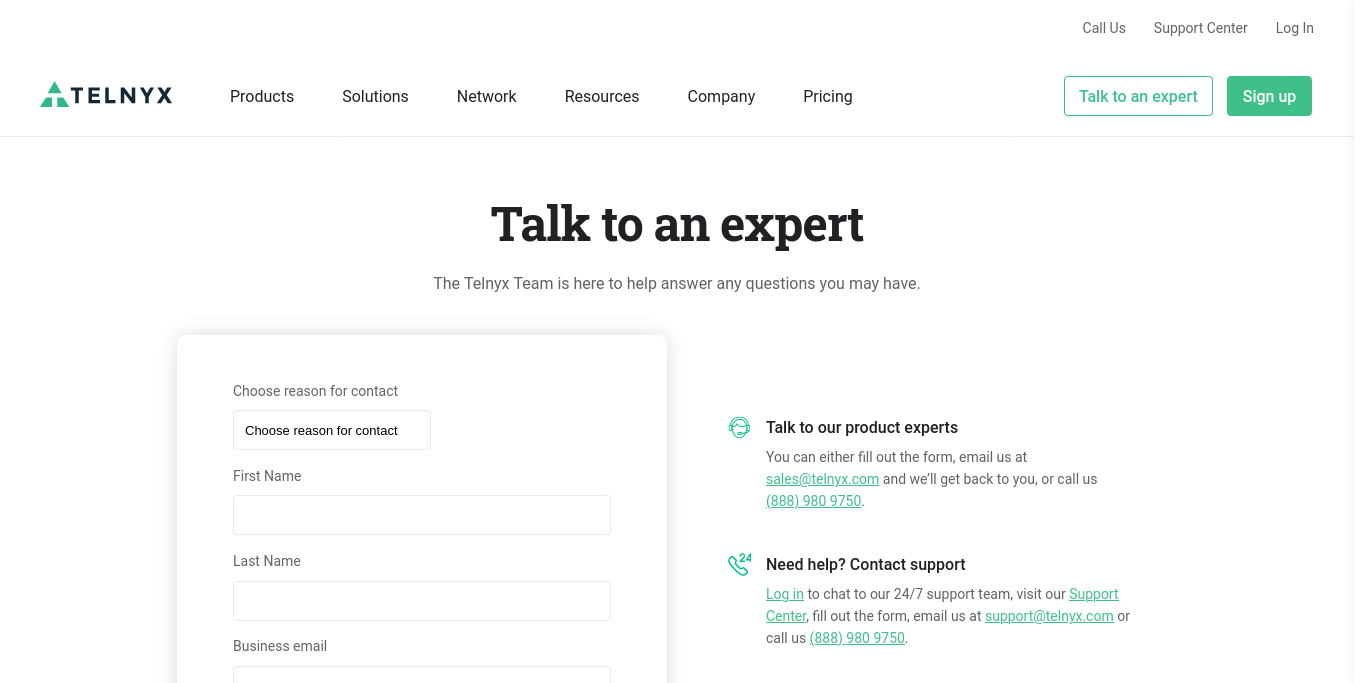 Call Us Support Center Log In
TELNYX Products Solutions Network Resources Company Pricing Talk to an expert Sign up
Talk to an expert
The Telnyx Team is here to help answer any questions you may have.
Choose reason for contact
Choose reason for contact
First Name
Last Name
Business email
Talk to our product experts
You can either fill out the form, email us at
sales@telnyx.com and we’ll get back to you, or call us
(888) 980 9750.
24
Need help? Contact support
Log in to chat to our 24/7 support team, visit our Support
Center, fill out the form, email us at support@telnyx.com or
call us (888) 980 9750.